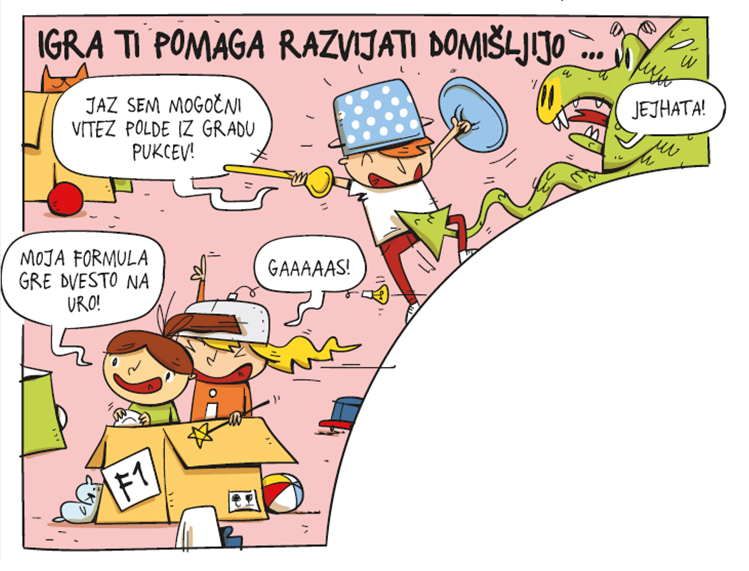 IGRA TI POMAGA RAZVIJATI DOMIŠLJIJO ...
JAZ SEM MOGOČNI
VITEZ POLDE IZ GRADU
PUKCEV!
JEJHATA!
MOJA FORMULA
GRE DVESTO NA
URO!
GAAAAAS!
F1